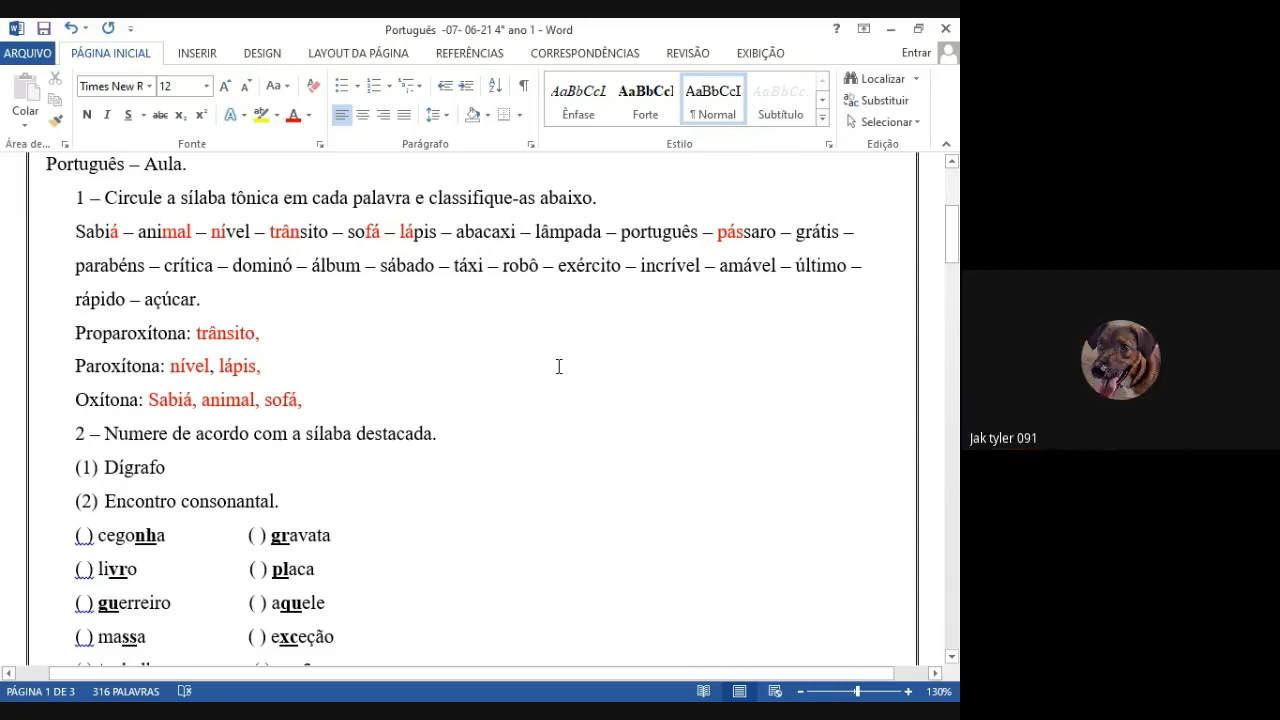 Português -07- 06-21 4° ano 1 - Word
?
ARQUIVO PÁGINA INICIAL INSERIR DESIGN LAYOUT DA PÁGINA REFERÊNCIAS CORRESPONDÊNCIAS REVISÃO EXIBIÇÃO Entrar
Colar
Times New R 12
Aa
N I S abc x₂ x² A A
AaBbCcL AaBbCcl AaBbCcI AaBbCc.
Ênfase Forte ¶ Normal Subtítulo
Localizar
Substituir
Selecionar
Área de... Fonte Parágrafo Estilo Edição
Português – Aula.
1 – Circule a sílaba tônica em cada palavra e classifique-as abaixo.
Sabiá – animal – nível – trânsito – sofá – lápis – abacaxi – lâmpada – português – pássaro – grátis –
parabéns – crítica – dominó – álbum – sábado – táxi – robô – exército – incrível – amável – último –
rápido – açúcar.
Proparoxítona: trânsito,
Paroxítona: nível, lápis,
Oxítona: Sabiá, animal, sofá,
2 – Numere de acordo com a sílaba destacada.
(1) Dígrafo
(2) Encontro consonantal.
( ) cegonha ( ) gravata
( ) livro ( ) placa
( ) guerreiro ( ) aquele
( ) massa ( ) exceção
Jak tyler 091
PÁGINA 1 DE 3 316 PALAVRAS 130%